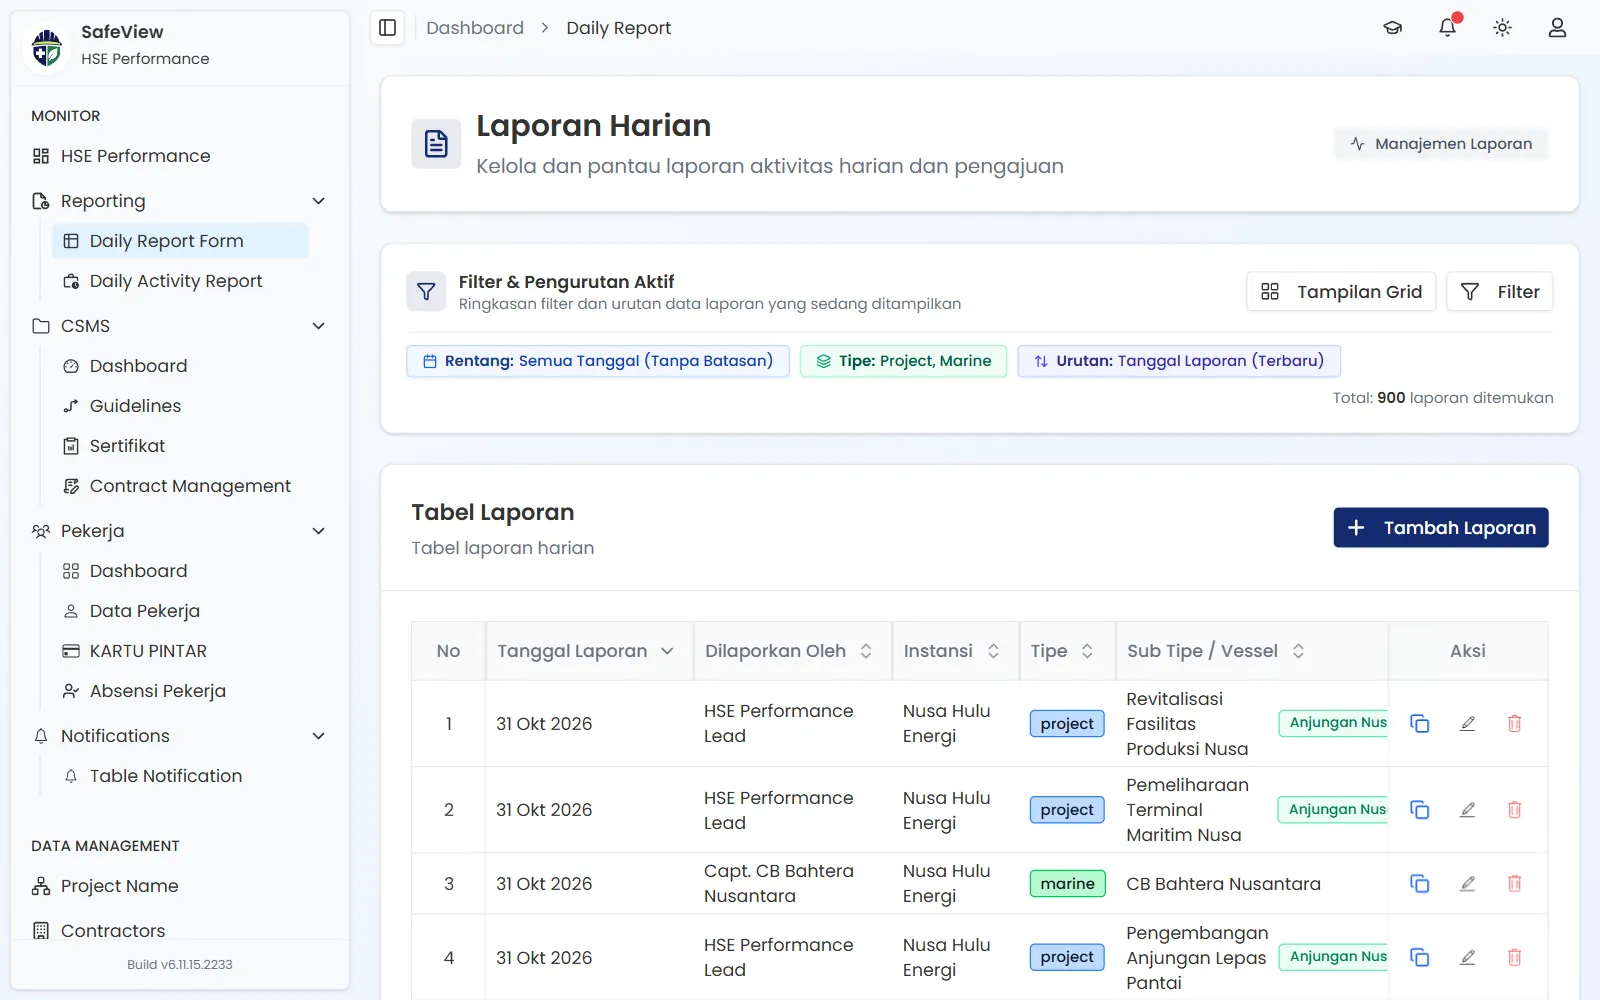 SafeView
HSE Performance
MONITOR
HSE Performance
Reporting
Daily Report Form
Daily Activity Report
CSMS
Dashboard
Guidelines
Sertifikat
Contract Management
Pekerja
Dashboard
Data Pekerja
KARTU PINTAR
Absensi Pekerja
Notifications
Table Notification
DATA MANAGEMENT
Project Name
Contractors
Build v6.11.15.2233
Dashboard > Daily Report
Laporan Harian
Kelola dan pantau laporan aktivitas harian dan pengajuan
Manajemen Laporan
Filter & Pengurutan Aktif
Ringkasan filter dan urutan data laporan yang sedang ditampilkan
Tampilan Grid
Filter
Rentang: Semua Tanggal (Tanpa Batasan)
Tipe: Project, Marine
Urutan: Tanggal Laporan (Terbaru)
Total: 900 laporan ditemukan
Tabel Laporan
Tabel laporan harian
Tambah Laporan
No Tanggal Laporan Dilaporkan Oleh Instansi Tipe Sub Tipe / Vessel Aksi
1 31 Okt 2026
HSE Performance
Lead
Nusa Hulu
Energi
project
Revitalisasi
Fasilitas
Produksi Nusa
Anjungan Nus
2 31 Okt 2026
HSE Performance
Lead
Nusa Hulu
Energi
project
Pemeliharaan
Terminal
Maritim Nusa
Anjungan Nus
3 31 Okt 2026
Capt. CB Bahtera
Nusantara
Nusa Hulu
Energi
marine
CB Bahtera Nusantara
4 31 Okt 2026
HSE Performance
Lead
Nusa Hulu
Energi
project
Pengembangan
Anjungan Lepas
Pantai
Anjungan Nus